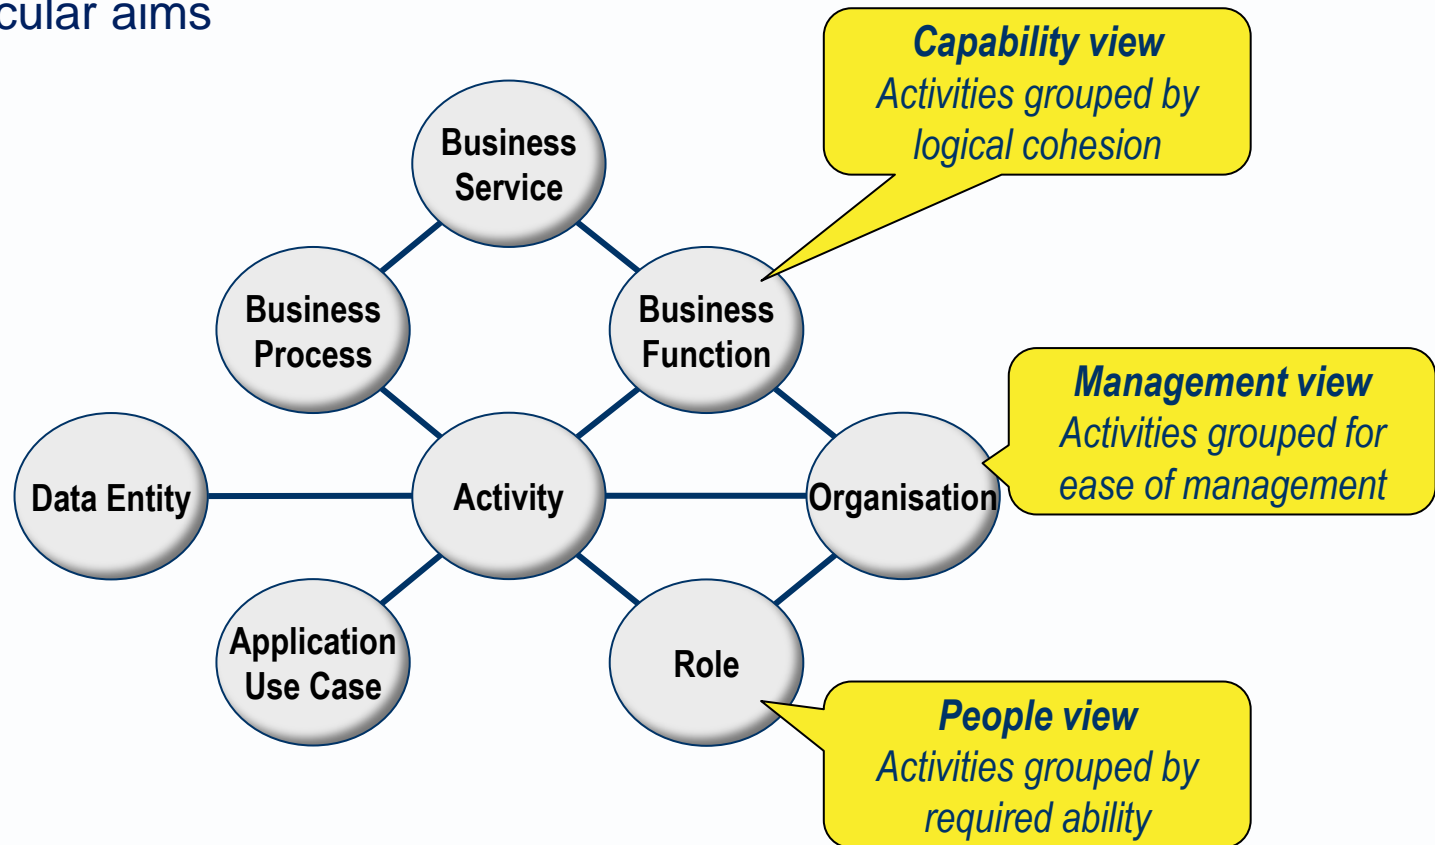 cular aims
Capability view
Activities grouped by
logical cohesion
Business
Service
Business
Process
Business
Function
Management view
Activities grouped for
ease of management
Data Entity
Activity
Organisation
Application
Use Case
Role
People view
Activities grouped by
required ability